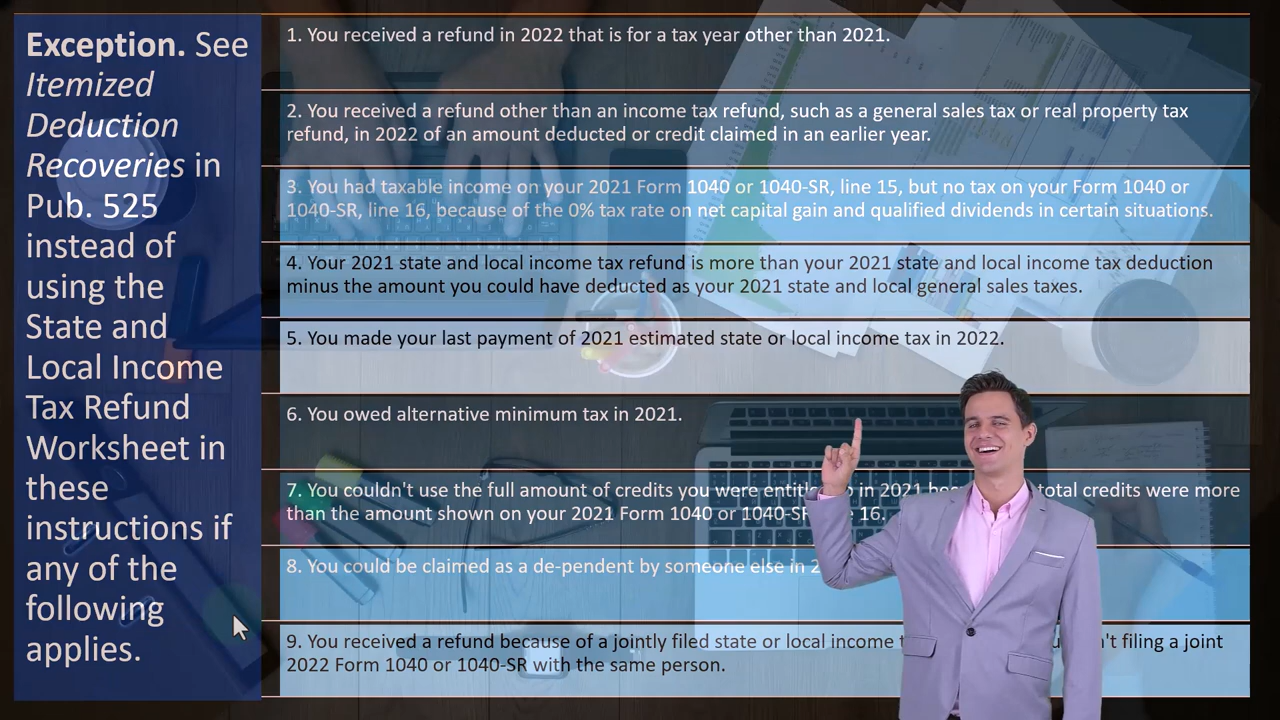 Exception. See
Itemized
Deduction
Recoveries in
Pub. 525
instead of
using the
State and
Local Income
Tax Refund
Worksheet in
these
instructions if
any of the
following
applies.
1. You received a refund in 2022 that is for a tax year other than 2021.
2. You received a refund other than an income tax refund, such as a general sales tax or real property tax
refund, in 2022 of an amount deducted or credit claimed in an earlier year.
3. You had taxable income on your 2021 Form 1040 or 1040-SR, line 15, but no tax on your Form 1040 or
1040-SR, line 16, because of the 0% tax rate on net capital gain and qualified dividends in certain situations.
4. Your 2021 state and local income tax refund is more than your 2021 state and local income tax deduction
minus the amount you could have deducted as your 2021 state and local general sales taxes.
5. You made your last payment of 2021 estimated state or local income tax in 2022.
6. You owed alternative minimum tax in 2021.
7. You couldn't use the full amount of credits you were in 2021 total credits were more
than the amount shown on your 2021 Form 1040 or 1040-SR 16.
8. You could be claimed as a de-pendent by someone else in
9. You received a refund because of a jointly filed state or local income filing a joint
2022 Form 1040 or 1040-SR with the same person.